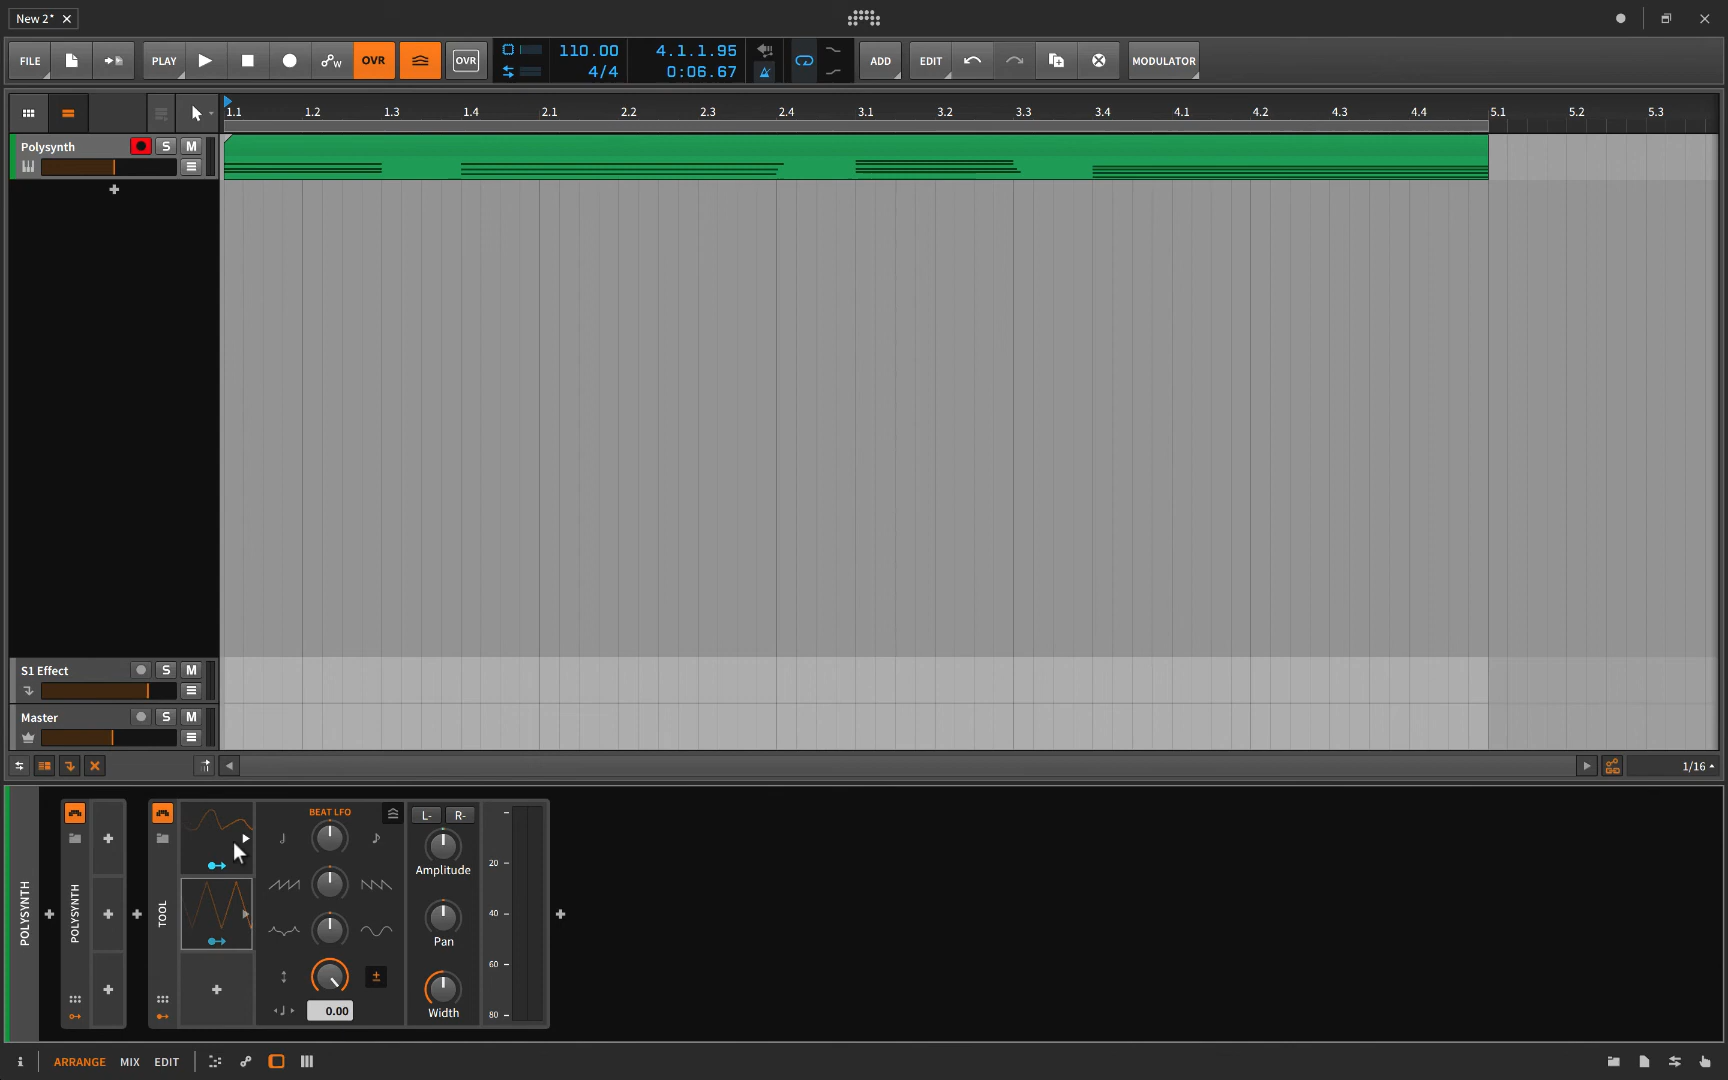 New 2*
FILE
PLAY
OVR
OVR
110.00
4/4
4.1.1.95
0:06.67
ADD
EDIT
MODULATOR
1.1 1.2 1.3 1.4 2.1 2.2 2.3 2.4 3.1 3.2 3.3 3.4 4.1 4.2 4.3 4.4 5.1 5.2 5.3
Polysynth S M
S1 Effect S M
Master S M
1/16
POLYSYNTH
POLYSYNTH
TOOL
BEAT LFO
0.00
L- R-
Amplitude
Pan
Width
20
40
60
80
i ARRANGE MIX EDIT